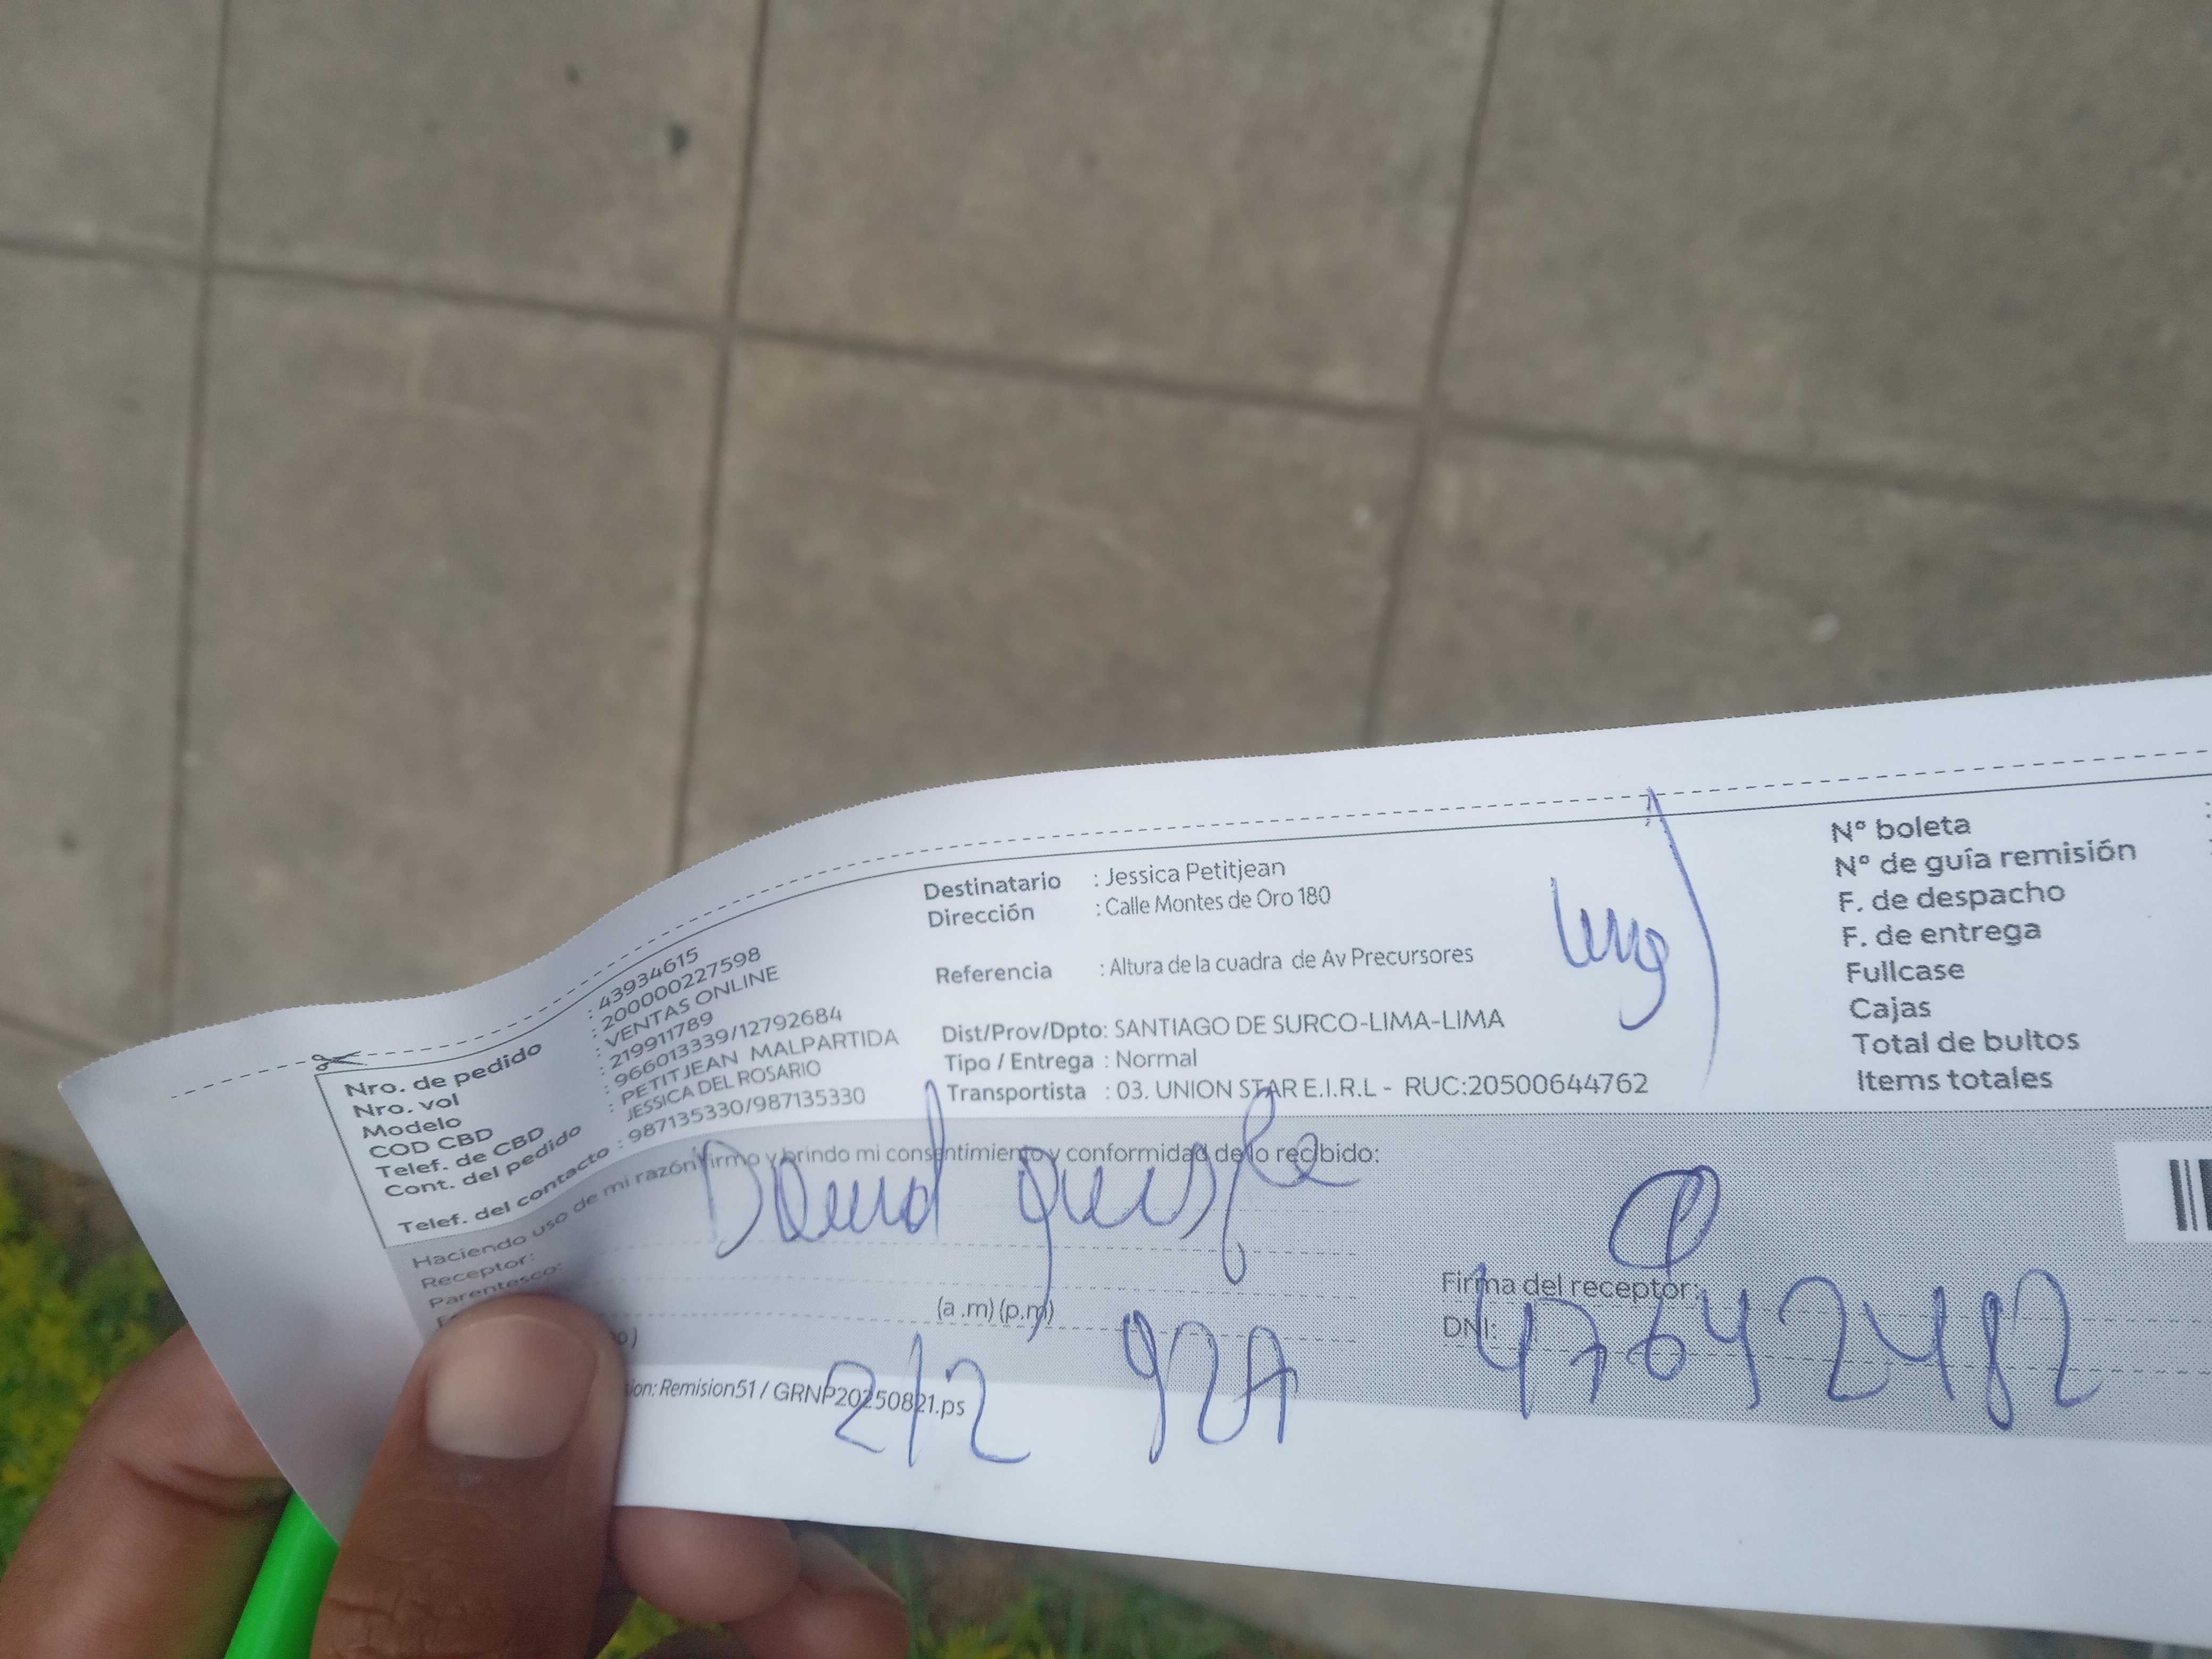 Nro. de pedido : 43934615
Nro. vol : 200000227598
Modelo : VENTAS ONLINE
COD CBD : 219911789
Telef. de CBD : 966013339/12792684
Cont. del pedido : PETITJEAN MALPARTIDA
JESSICA DEL ROSARIO
Telef. del contacto : 987135330/987135330
Destinatario : Jessica Petitjean
Dirección : Calle Montes de Oro 180
Referencia : Altura de la cuadra de Av Precursores
Dist/Prov/Dpto: SANTIAGO DE SURCO-LIMA-LIMA
Tipo / Entrega : Normal
Transportista : 03. UNION STAR E.I.R.L - RUC:20500644762
N° boleta :
N° de guía remisión :
F. de despacho
F. de entrega
Fullcase
Cajas
Total de bultos
Items totales
Haciendo uso de mi razón firmo y brindo mi consentimiento y conformidad de lo recibido:
Receptor: David quispe
Parentesco:
(a.m) (p.m)
Firma del receptor:
DNI: 47642482
2/2 92A
Remision51 / GRNP20250821.ps